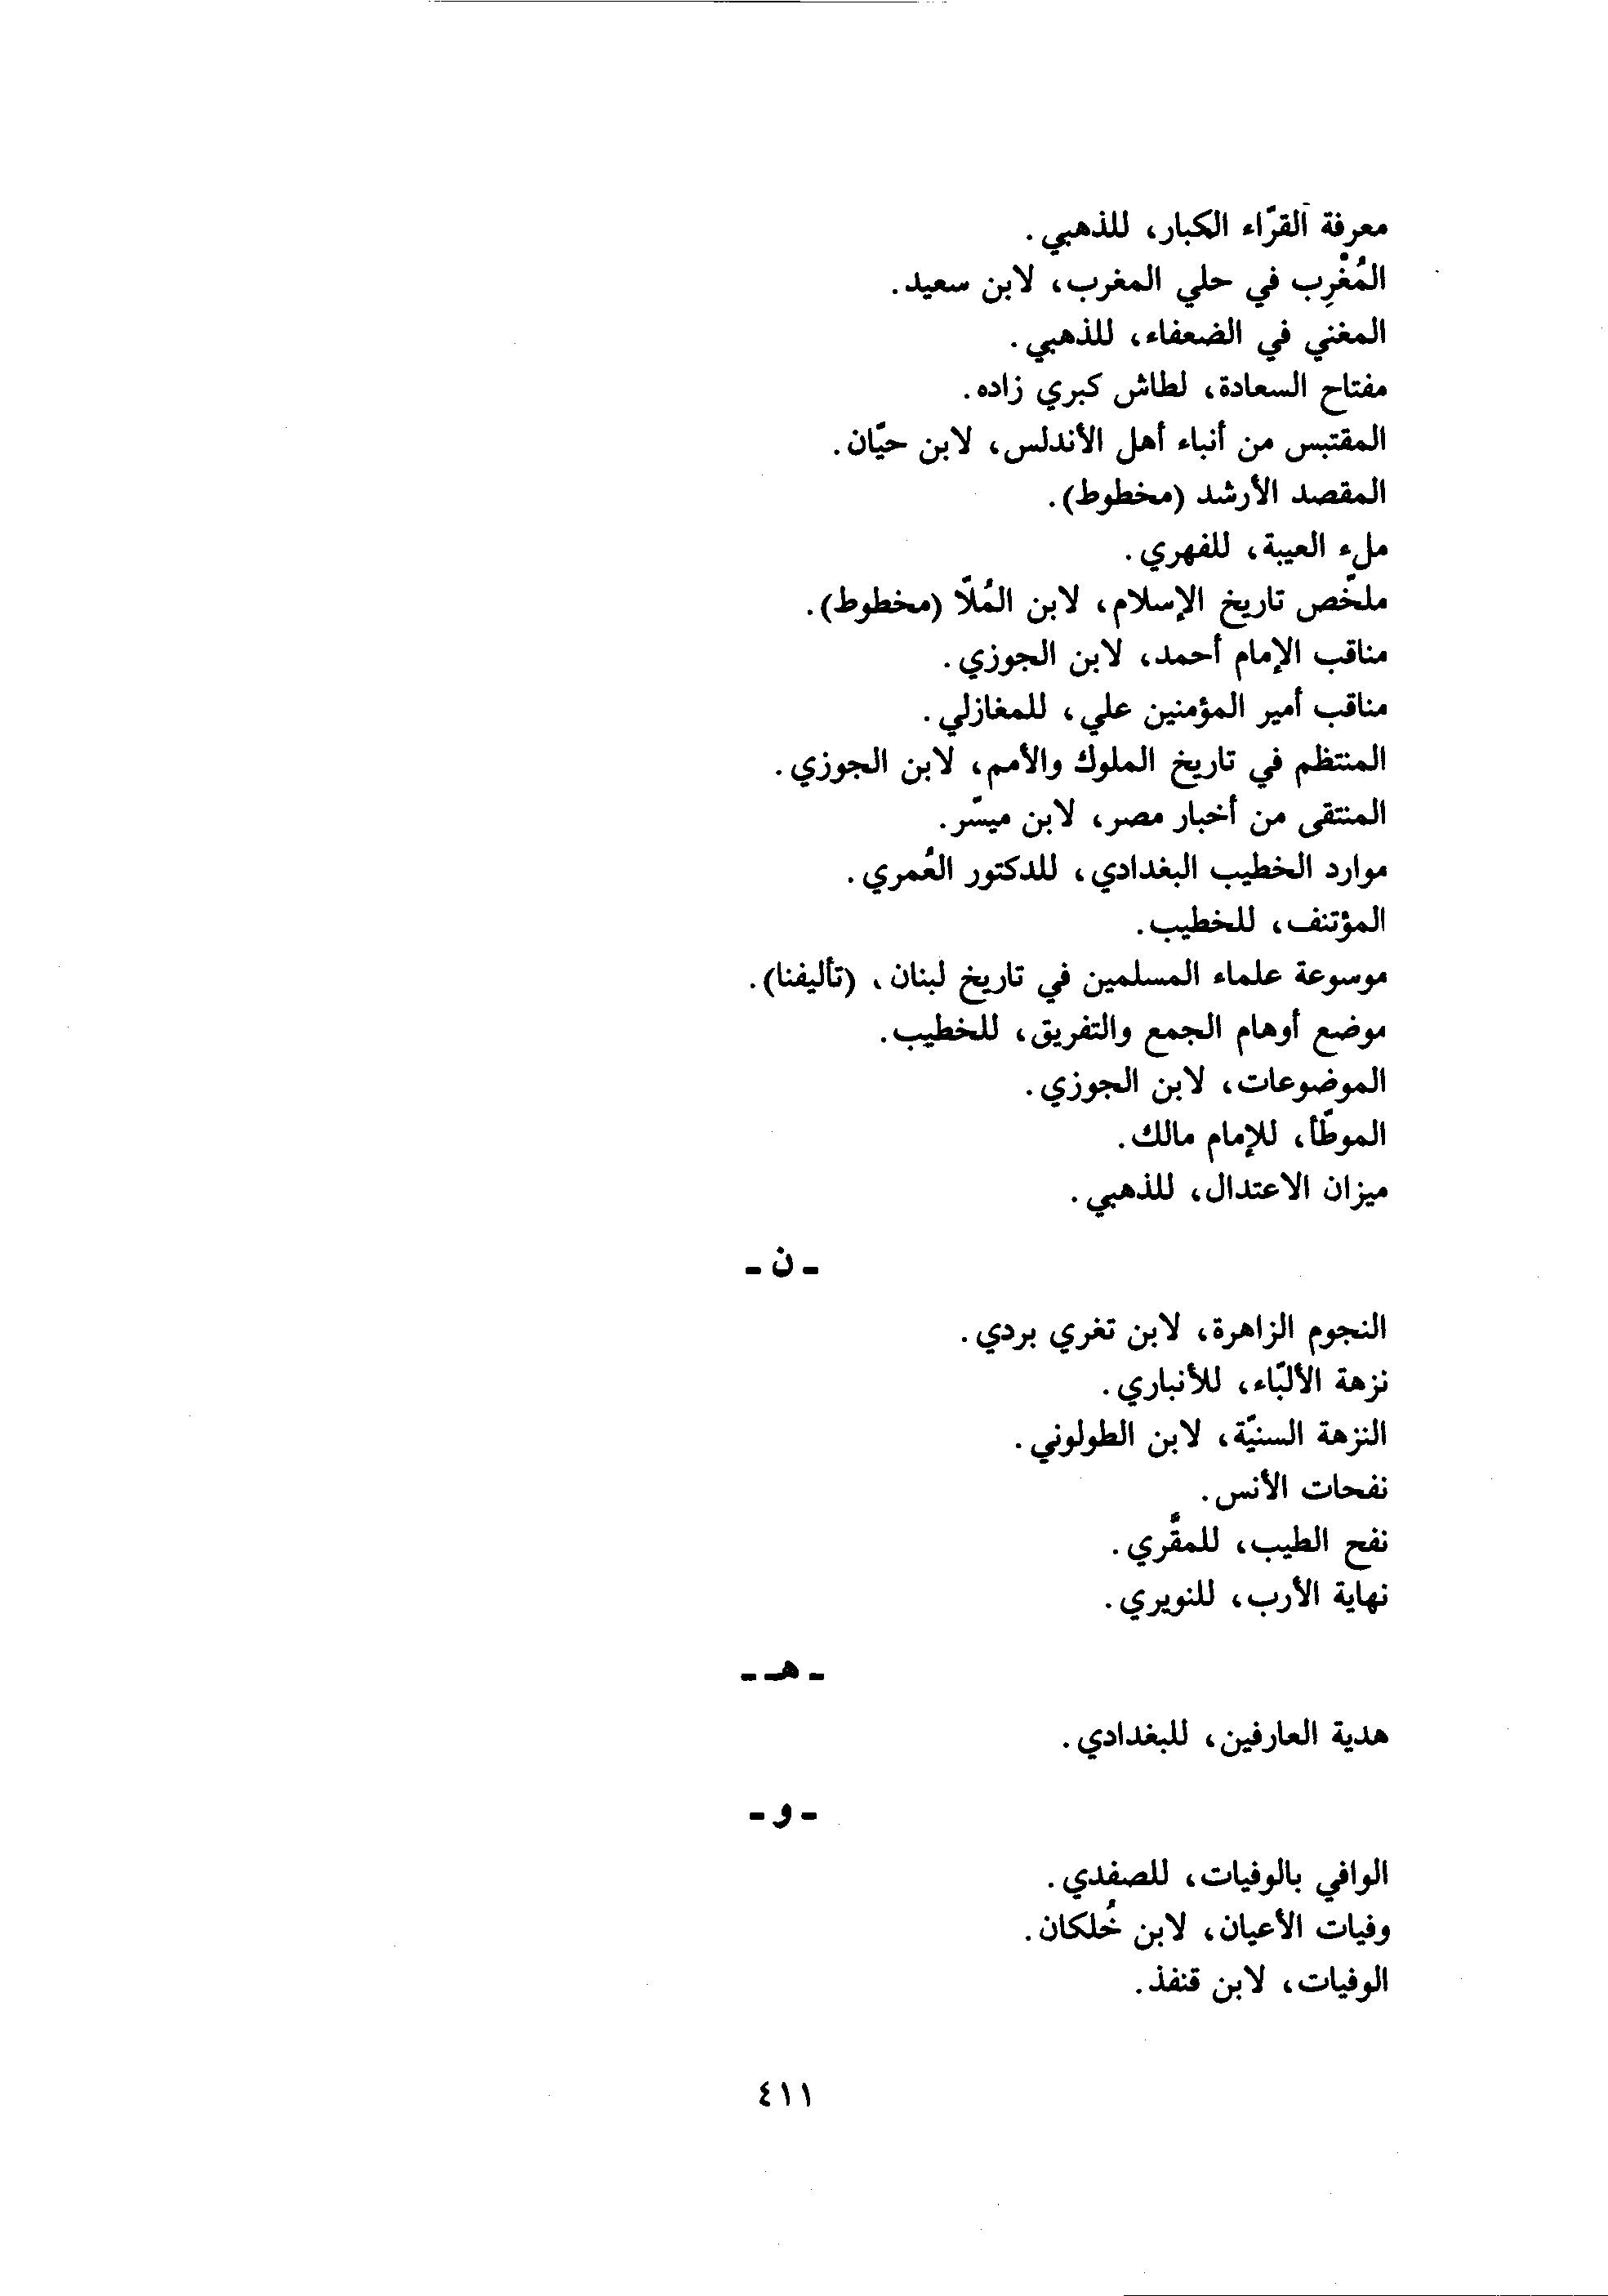 معرفة القرّاء الكبار، للذهبي.
المُغْرِب في حلي المغرب، لابن سعيد.
المغني في الضعفاء، للذهبي.
مفتاح السعادة، لطاش كبري زاده.
المقتبس من أنباء أهل الأندلس، لابن حيّان.
المقصد الأرشد (مخطوط).
ملء العيبة، للفهري.
ملخّص تاريخ الإسلام، لابن المُلّا (مخطوط).
مناقب الإمام أحمد، لابن الجوزي.
مناقب أمير المؤمنين علي، للمغازلي.
المنتظم في تاريخ الملوك والأمم، لابن الجوزي.
المنتقى من أخبار مصر، لابن ميسّر.
موارد الخطيب البغدادي، للدكتور العُمري.
المؤتنف، للخطيب.
موسوعة علماء المسلمين في تاريخ لبنان، (تأليفنا).
موضع أوهام الجمع والتفريق، للخطيب.
الموضوعات، لابن الجوزي.
الموطّأ، للإمام مالك.
ميزان الاعتدال، للذهبي.
- ن -
النجوم الزاهرة، لابن تغري بردي.
نزهة الألبّاء، للأنباري.
النزهة السنيّة، لابن الطولوني.
نفحات الأنس.
نفح الطيب، للمقّري.
نهاية الأرب، للنويري.
- هـ -
هدية العارفين، للبغدادي.
- و -
الوافي بالوفيات، للصفدي.
وفيات الأعيان، لابن خُلكان.
الوفيات، لابن قنفذ.
٤١١